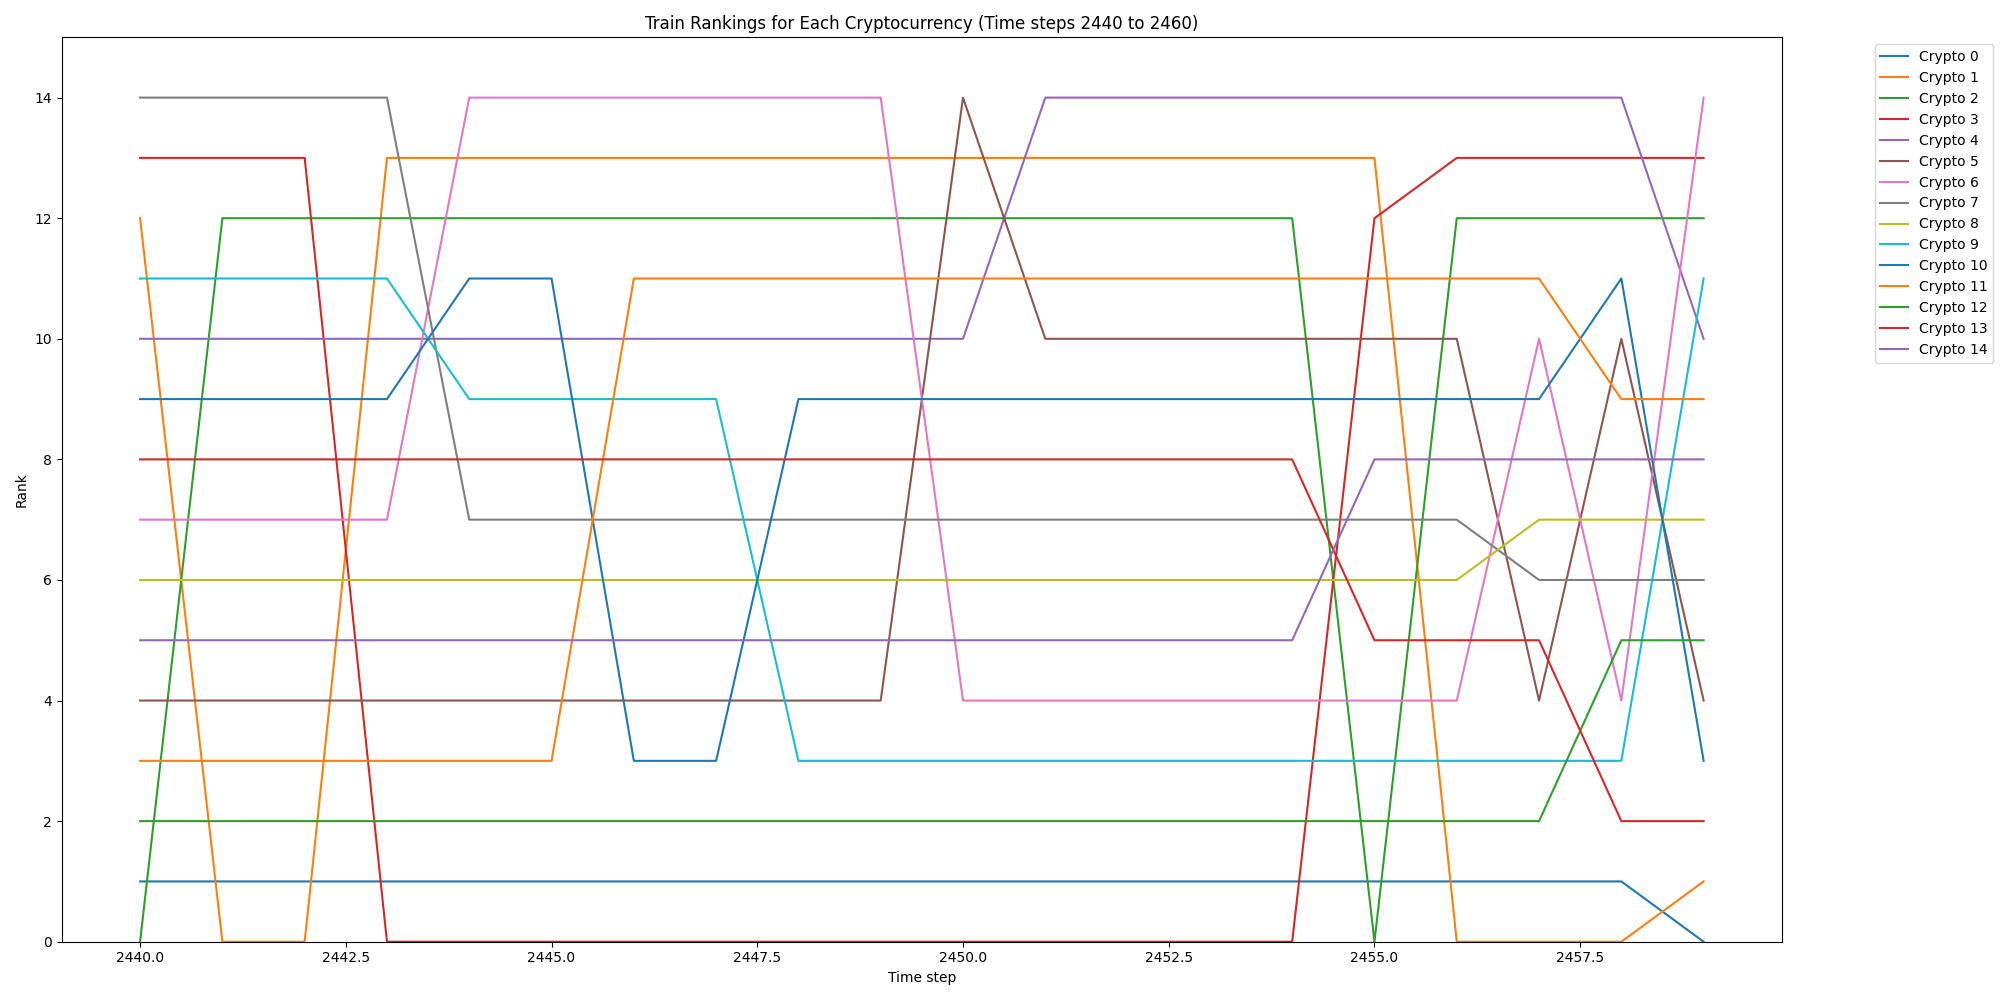 Train Rankings for Each Cryptocurrency (Time steps 2440 to 2460)
Rank
14
12
10
8
6
4
2
0
2440.0 2442.5 2445.0 2447.5 2450.0 2452.5 2455.0 2457.5
Time step
Crypto 0
Crypto 1
Crypto 2
Crypto 3
Crypto 4
Crypto 5
Crypto 6
Crypto 7
Crypto 8
Crypto 9
Crypto 10
Crypto 11
Crypto 12
Crypto 13
Crypto 14